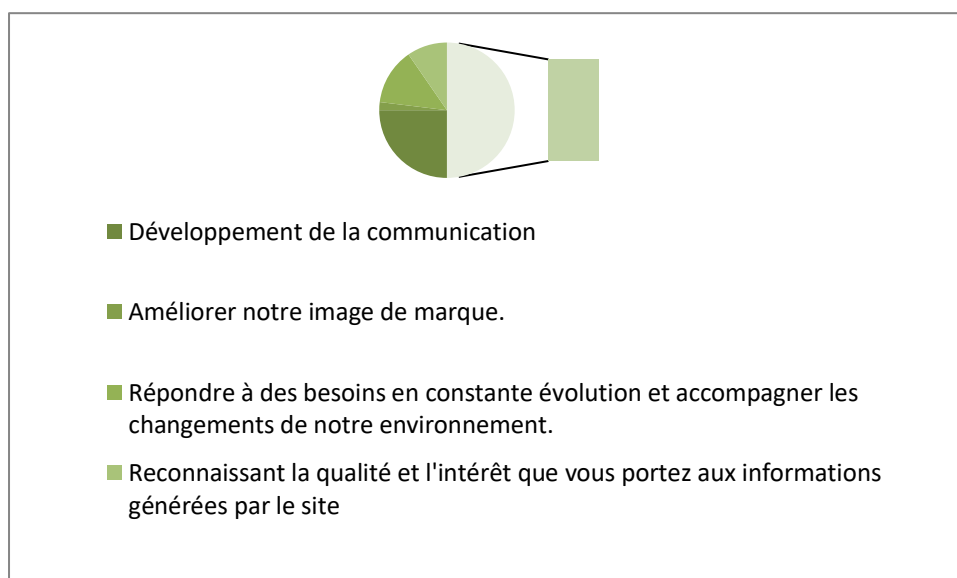 Développement de la communication
Améliorer notre image de marque.
Répondre à des besoins en constante évolution et accompagner les
changements de notre environnement.
Reconnaissant la qualité et l'intérêt que vous portez aux informations
générées par le site